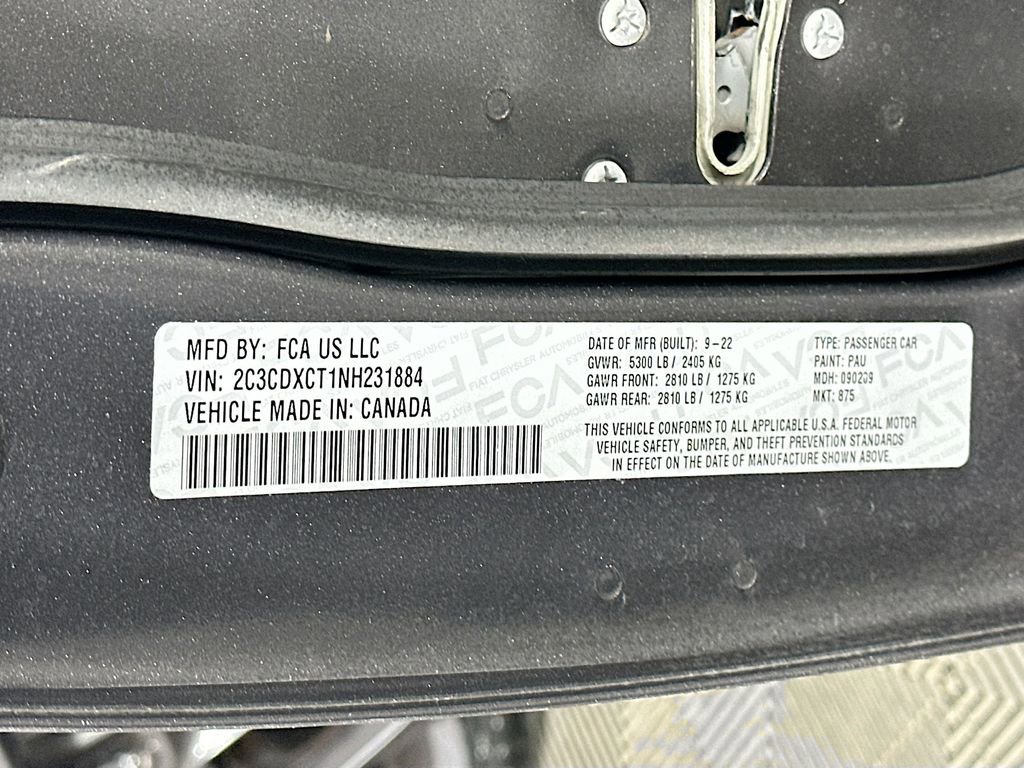 MFD BY: FCA US LLC
VIN: 2C3CDXCT1NH231884
VEHICLE MADE IN: CANADA
DATE OF MFR (BUILT): 9-22
GVWR: 5300 LB / 2405 KG
GAWR FRONT: 2810 LB / 1275 KG
GAWR REAR: 2810 LB / 1275 KG
TYPE: PASSENGER CAR
PAINT: PAU
MDH: 090209
MKT: 875
THIS VEHICLE CONFORMS TO ALL APPLICABLE U.S.A. FEDERAL MOTOR
VEHICLE SAFETY, BUMPER, AND THEFT PREVENTION STANDARDS
IN EFFECT ON THE DATE OF MANUFACTURE SHOWN ABOVE.